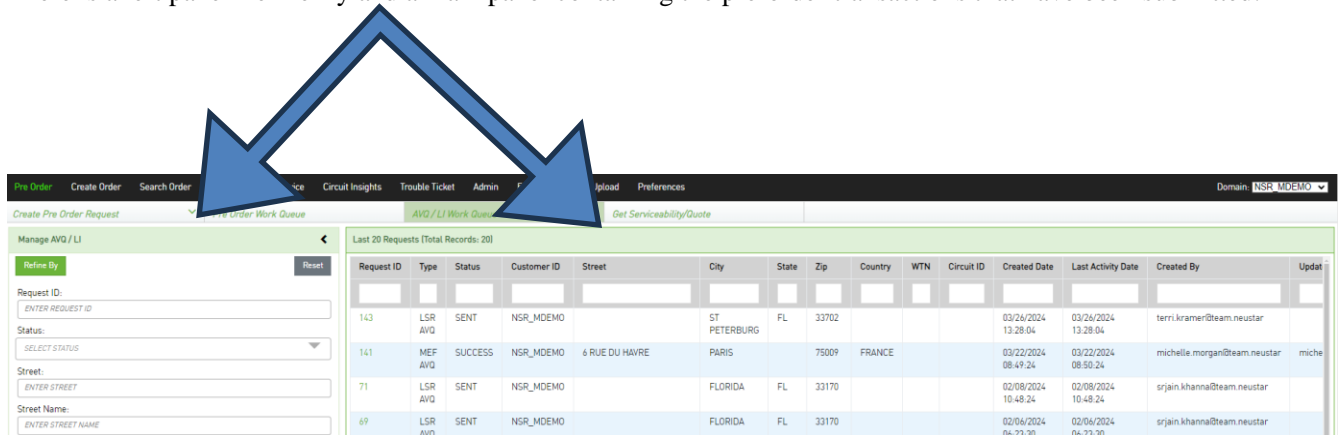 Pre Order Create Order Search Order ice Circuit Insights Trouble Ticket Admin Upload Preferences Domain: NSR_MDEMO
Create Pre Order Request Pre Order Work Queue AVQ / LI Work Queue Get Serviceability/Quote
Manage AVQ / LI
Last 20 Requests (Total Records: 20)
Refine By Reset
Request ID Type Status Customer ID Street City State Zip Country WTN Circuit ID Created Date Last Activity Date Created By Updat
Request ID:
ENTER REQUEST ID
Status:
SELECT STATUS
Street:
ENTER STREET
Street Name:
ENTER STREET NAME
143 LSR AVQ SENT NSR_MDEMO ST PETERBURG FL 33702 03/26/2024 13:28:04 03/26/2024 13:28:04 terri.kramer@team.neustar
141 MEF AVQ SUCCESS NSR_MDEMO 6 RUE DU HAVRE PARIS 75009 FRANCE 03/22/2024 08:49:24 03/22/2024 08:50:24 michelle.morgan@team.neustar miche
71 LSR AVQ SENT NSR_MDEMO FLORIDA FL 33170 02/08/2024 10:48:24 02/08/2024 10:48:24 srjain.khanna@team.neustar
69 LSR SENT NSR_MDEMO FLORIDA FL 33170 02/06/2024 02/06/2024 srjain.khanna@team.neustar